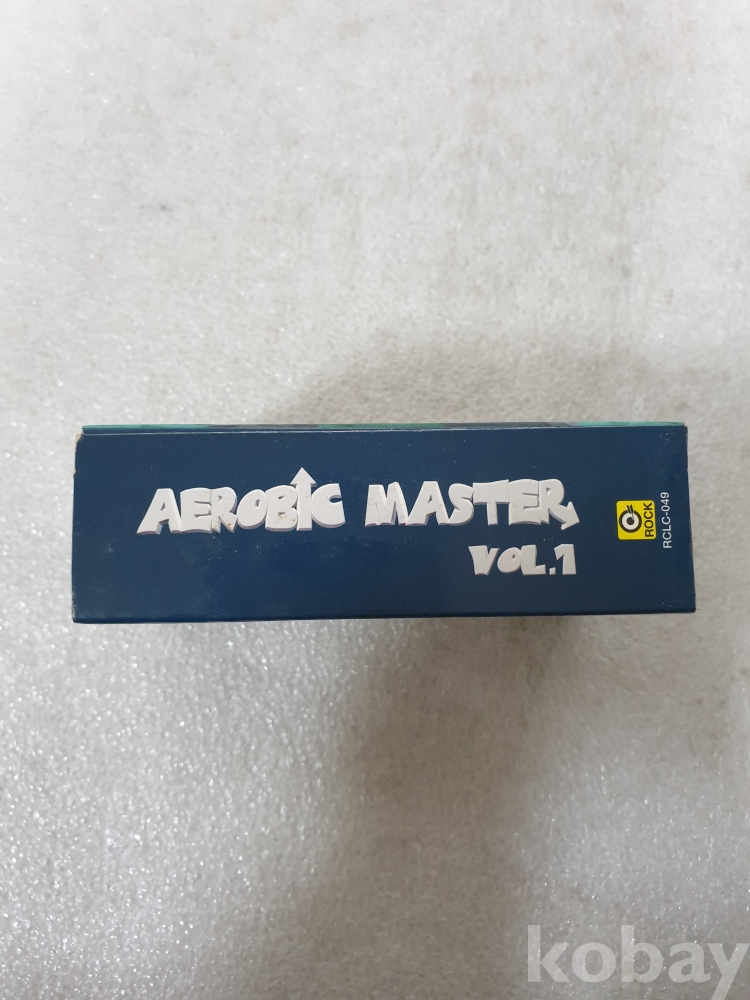 AEROBIC MASTER
VOL.1
ROCK
RCLC-049
kobay